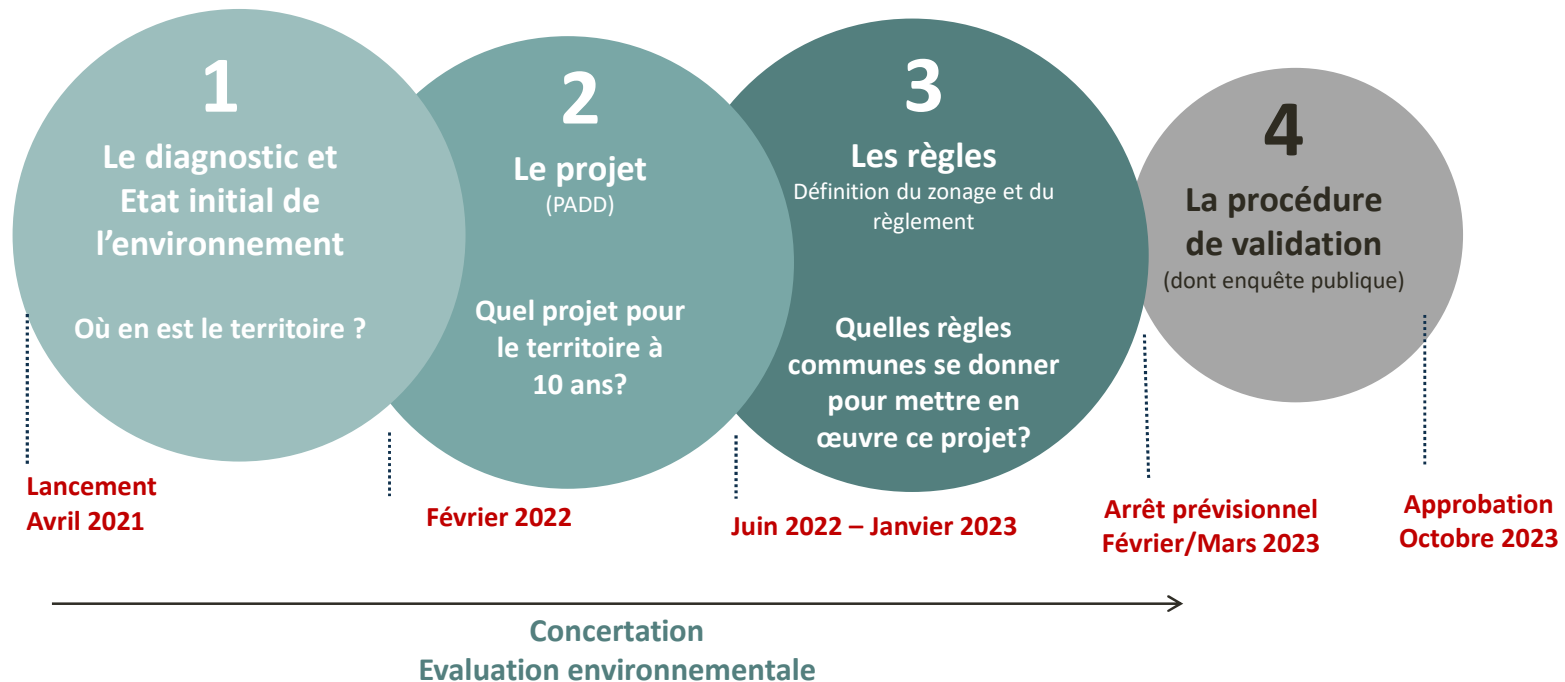 1
Le diagnostic et
Etat initial de
l’environnement
Où en est le territoire ?
2
Le projet
(PADD)
Quel projet pour
le territoire à
10 ans?
3
Les règles
Définition du zonage et du
règlement
Quelles règles
communes se donner
pour mettre en
œuvre ce projet?
4
La procédure
de validation
(dont enquête publique)
Lancement
Avril 2021
Février 2022
Juin 2022 – Janvier 2023
Arrêt prévisionnel
Février/Mars 2023
Approbation
Octobre 2023
Concertation
Evaluation environnementale